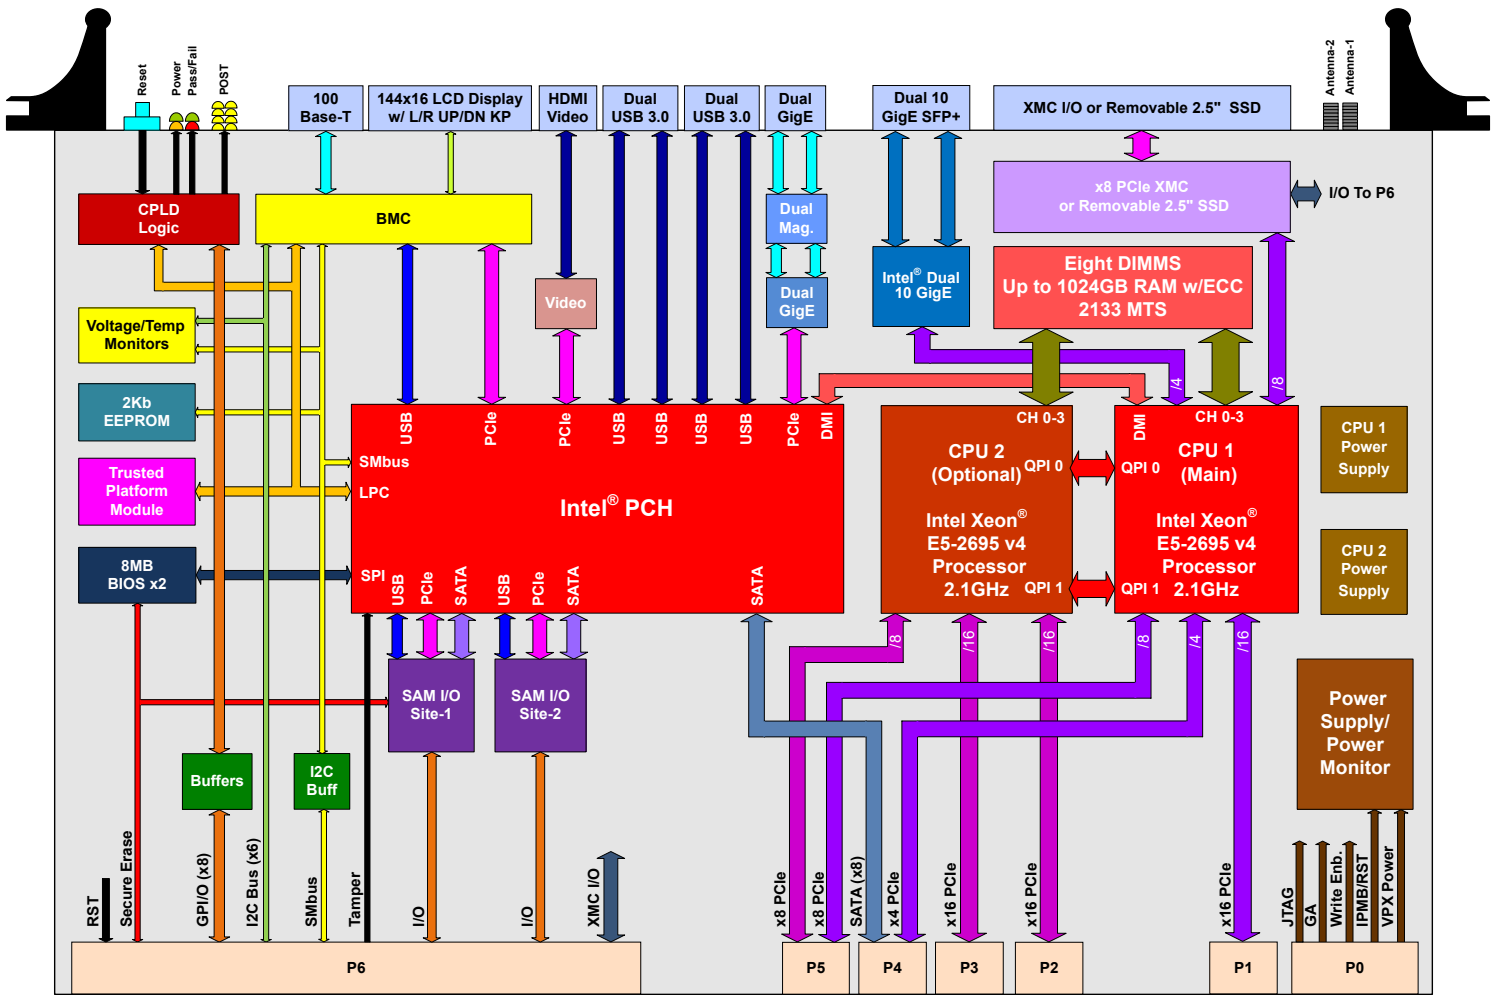 Reset
Power
Pass/Fail
POST
Antenna-2
Antenna-1
100
Base-T
144x16 LCD Display
w/ L/R UP/DN KP
HDMI
Video
Dual
USB 3.0
Dual
USB 3.0
Dual
GigE
Dual 10
GigE SFP+
XMC I/O or Removable 2.5" SSD
CPLD
Logic
BMC
Dual
Mag.
x8 PCIe XMC
or Removable 2.5" SSD
I/O To P6
Video
Dual
GigE
Intel® Dual
10 GigE
Eight DIMMS
Up to 1024GB RAM w/ECC
2133 MTS
Voltage/Temp
Monitors
2Kb
EEPROM
Trusted
Platform
Module
8MB
BIOS x2
/4
/8
USB
PCIe
PCIe
USB
USB
USB
USB
PCIe
DMI
SMbus
LPC
SPI
Intel® PCH
USB
PCIe
SATA
USB
PCIe
SATA
SATA
CH 0-3
CPU 2
(Optional)
QPI 0
Intel Xeon®
E5-2695 v4
Processor
2.1GHz
QPI 1
DMI
CH 0-3
CPU 1
(Main)
QPI 0
Intel Xeon®
E5-2695 v4
Processor
2.1GHz
QPI 1
CPU 1
Power
Supply
CPU 2
Power
Supply
/8
/16
/16
/8
/4
/16
SAM I/O
Site-1
SAM I/O
Site-2
Power
Supply/
Power
Monitor
Buffers
I2C
Buff
RST
Secure Erase
GPI/O (x8)
I2C Bus (x6)
SMbus
Tamper
I/O
I/O
XMC I/O
x8 PCIe
x8 PCIe
SATA (x8)
x4 PCIe
x16 PCIe
x16 PCIe
x16 PCIe
JTAG
GA
Write Enb.
IPMB/RST
VPX Power
P6
P5
P4
P3
P2
P1
P0